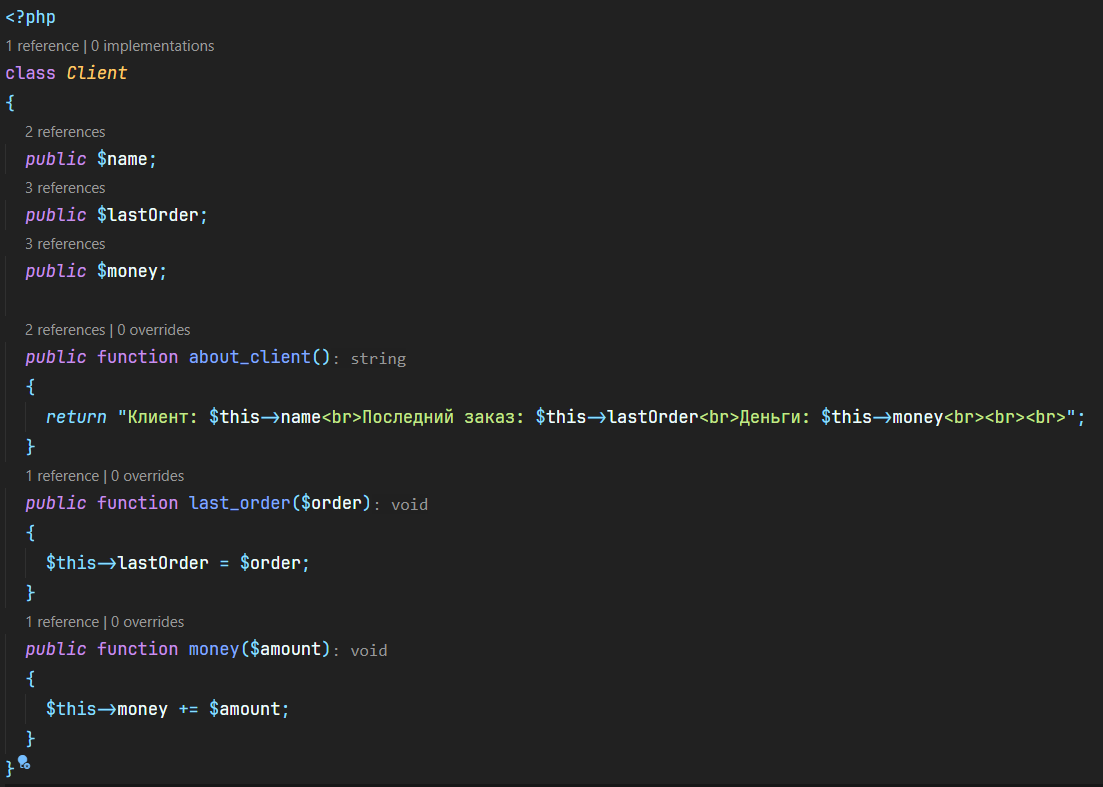 <?php
1 reference | 0 implementations
class Client
{
2 references
public $name;
3 references
public $lastOrder;
3 references
public $money;
2 references | 0 overrides
public function about_client(): string
{
return "Клиент: $this->name<br>Последний заказ: $this->lastOrder<br>Деньги: $this->money<br><br><br>";
}
1 reference | 0 overrides
public function last_order($order): void
{
$this->lastOrder = $order;
}
1 reference | 0 overrides
public function money($amount): void
{
$this->money += $amount;
}
}